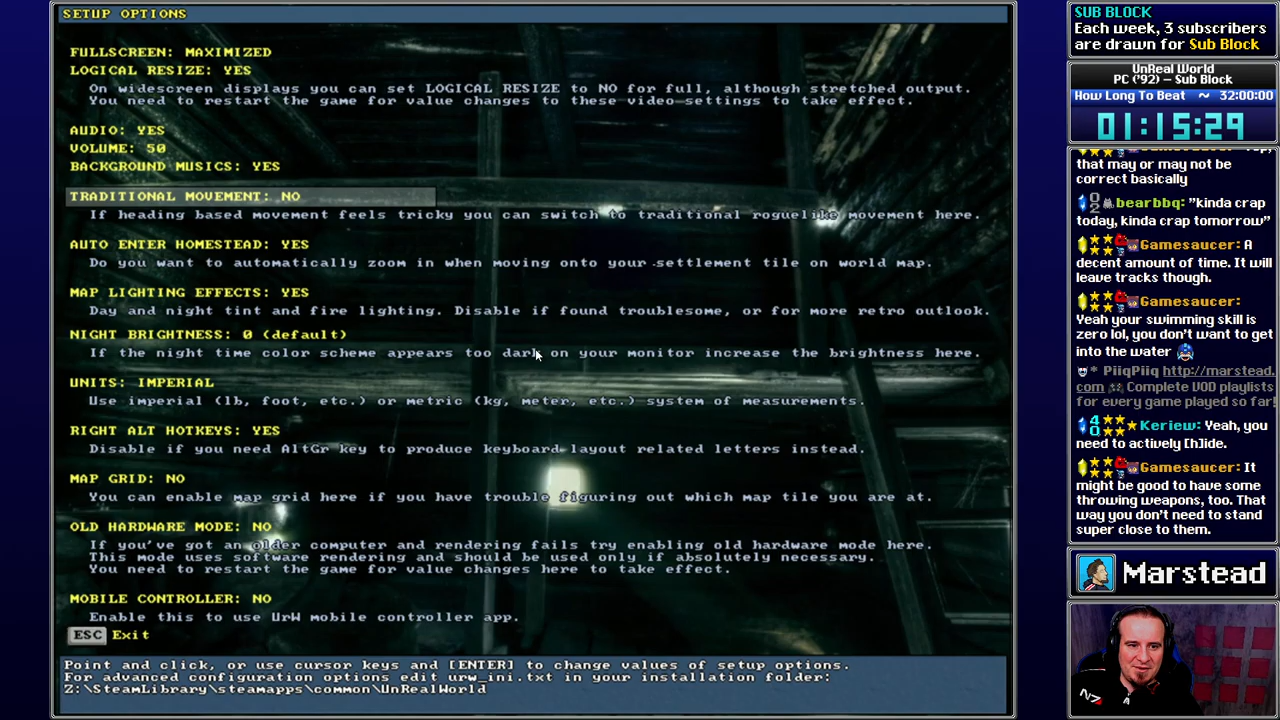 SETUP OPTIONS
FULLSCREEN: MAXIMIZED
LOGICAL RESIZE: YES
On widescreen displays you can set LOGICAL RESIZE to NO for full, although stretched output.
You need to restart the game for value changes to these video settings to take effect.
AUDIO: YES
VOLUME: 50
BACKGROUND MUSICS: YES
TRADITIONAL MOVEMENT: NO
If heading based movement feels tricky you can switch to traditional roguelike movement here.
AUTO ENTER HOMESTEAD: YES
Do you want to automatically zoom in when moving onto your settlement tile on world map.
MAP LIGHTING EFFECTS: YES
Day and night tint and fire lighting. Disable if found troublesome, or for more retro outlook.
NIGHT BRIGHTNESS: 0 (default)
If the night time color scheme appears too dark on your monitor increase the brightness here.
UNITS: IMPERIAL
Use imperial (lb, foot, etc.) or metric (kg, meter, etc.) system of measurements.
RIGHT ALT HOTKEYS: YES
Disable if you need AltGr key to produce keyboard layout related letters instead.
MAP GRID: NO
You can enable map grid here if you have trouble figuring out which map tile you are at.
OLD HARDWARE MODE: NO
If you've got an older computer and rendering fails try enabling old hardware mode here.
This mode uses software rendering and should be used only if absolutely necessary.
You need to restart the game for value changes here to take effect.
MOBILE CONTROLLER: NO
Enable this to use UrW mobile controller app.
ESC Exit
Point and click, or use cursor keys and [ENTER] to change values of setup options.
For advanced configuration options edit urw_ini.txt in your installation folder:
Z:\SteamLibrary\steamapps\common\UnRealWorld
SUB BLOCK
Each week, 3 subscribers
are drawn for Sub Block
UnReal World
PC ('92) – Sub Block
How Long To Beat ~ 32:00:00
01:15:29
that may or may not be
correct basically
bearbbq: "kinda crap
today, kinda crap tomorrow"
Gamesaucer: A
decent amount of time. It will
leave tracks though.
Gamesaucer:
Yeah your swimming skill is
zero lol, you don't want to get
into the water
* PiiqPiiq http://marstead.
com Complete VOD playlists
for every game played so far!
Keriew: Yeah, you
need to actively [h]ide.
Gamesaucer: It
might be good to have some
throwing weapons, too. That
way you don't need to stand
super close to them.
Marstead
N7